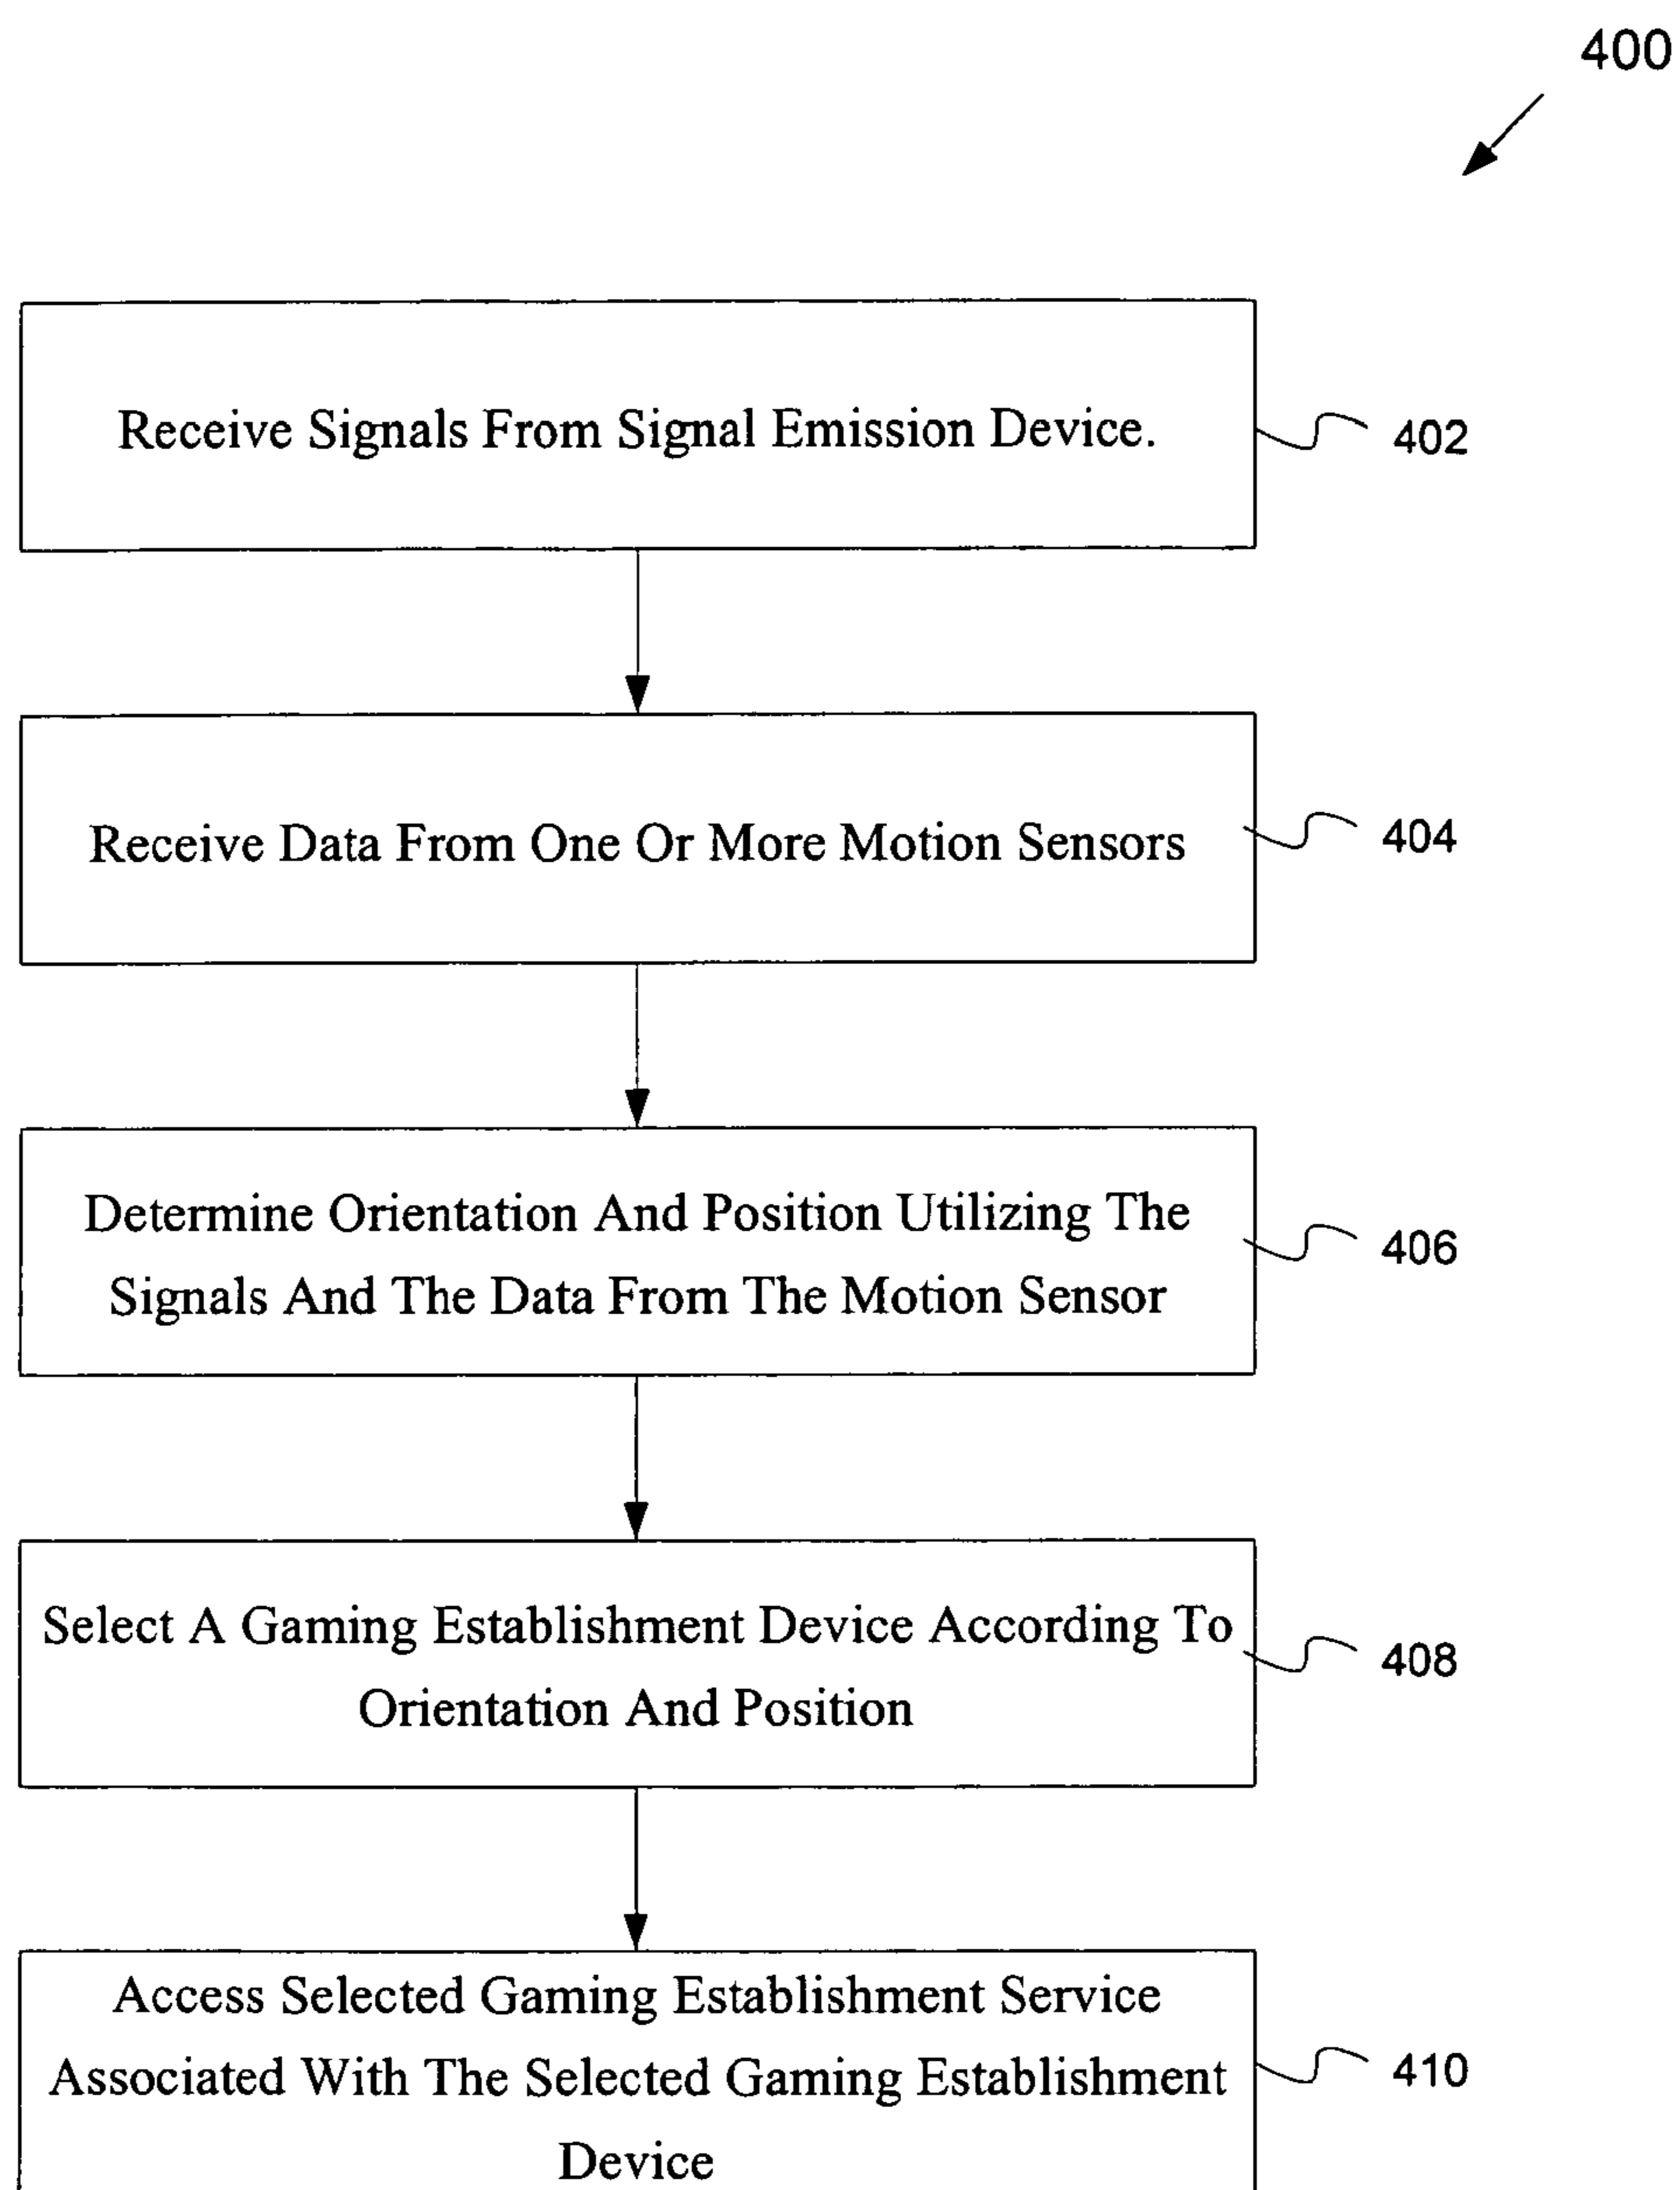 400
Receive Signals From Signal Emission Device.
402
Receive Data From One Or More Motion Sensors
404
Determine Orientation And Position Utilizing The
Signals And The Data From The Motion Sensor
406
Select A Gaming Establishment Device According To
Orientation And Position
408
Access Selected Gaming Establishment Service
Associated With The Selected Gaming Establishment
Device
410